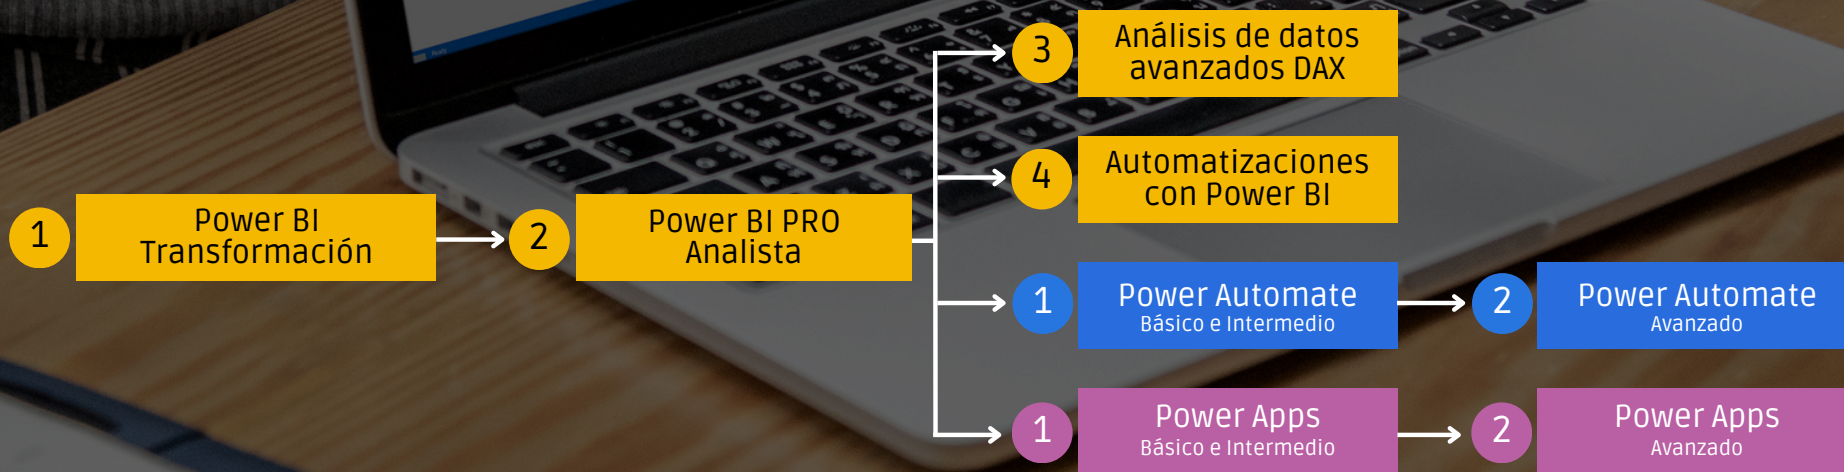 1
Power BI
Transformación
2
Power BI PRO
Analista
3
Análisis de datos
avanzados DAX
4
Automatizaciones
con Power BI
1
Power Automate
Básico e Intermedio
2
Power Automate
Avanzado
1
Power Apps
Básico e Intermedio
2
Power Apps
Avanzado